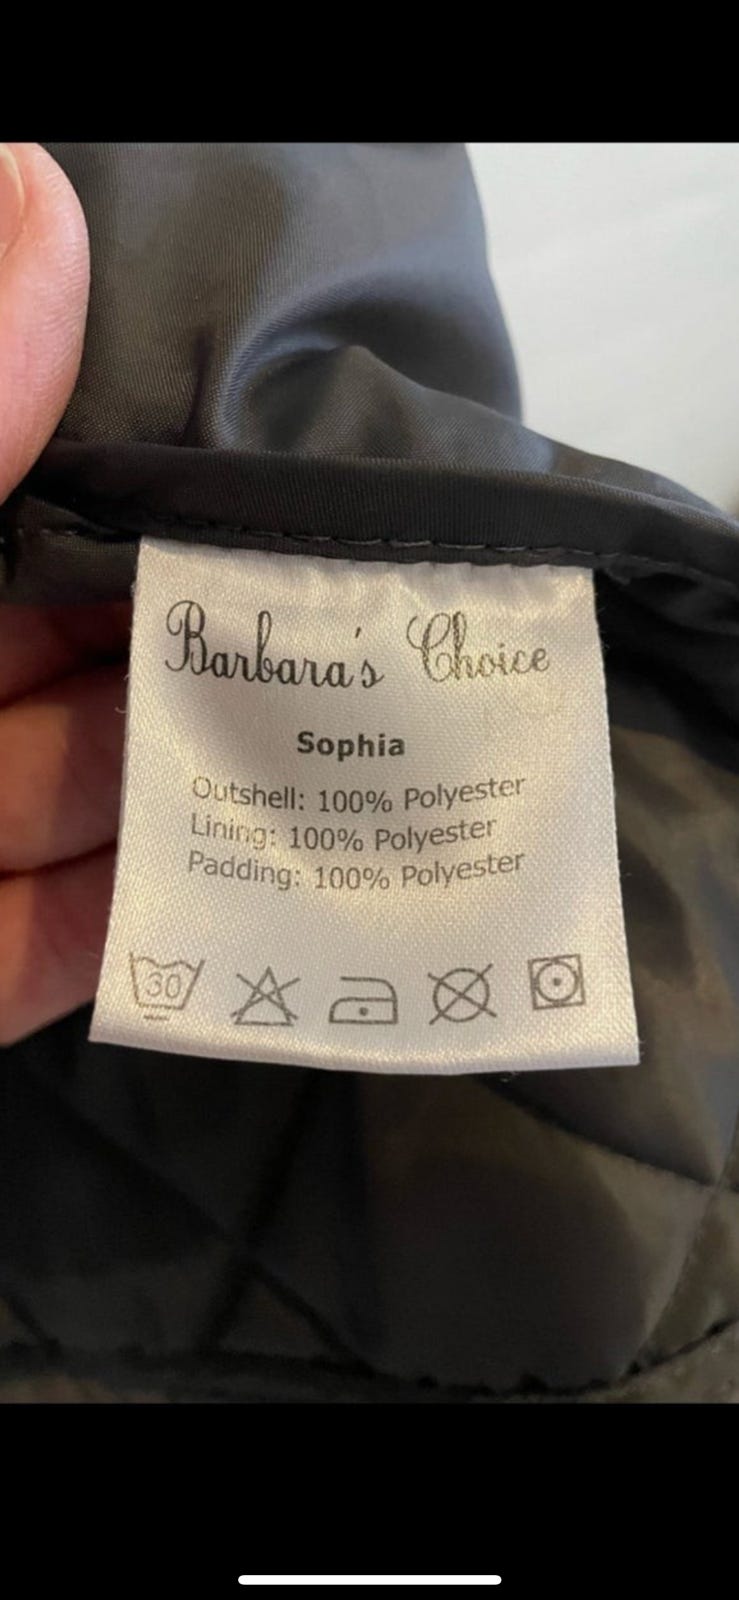 Barbara's Choice
Sophia
Outshell: 100% Polyester
Lining: 100% Polyester
Padding: 100% Polyester
30